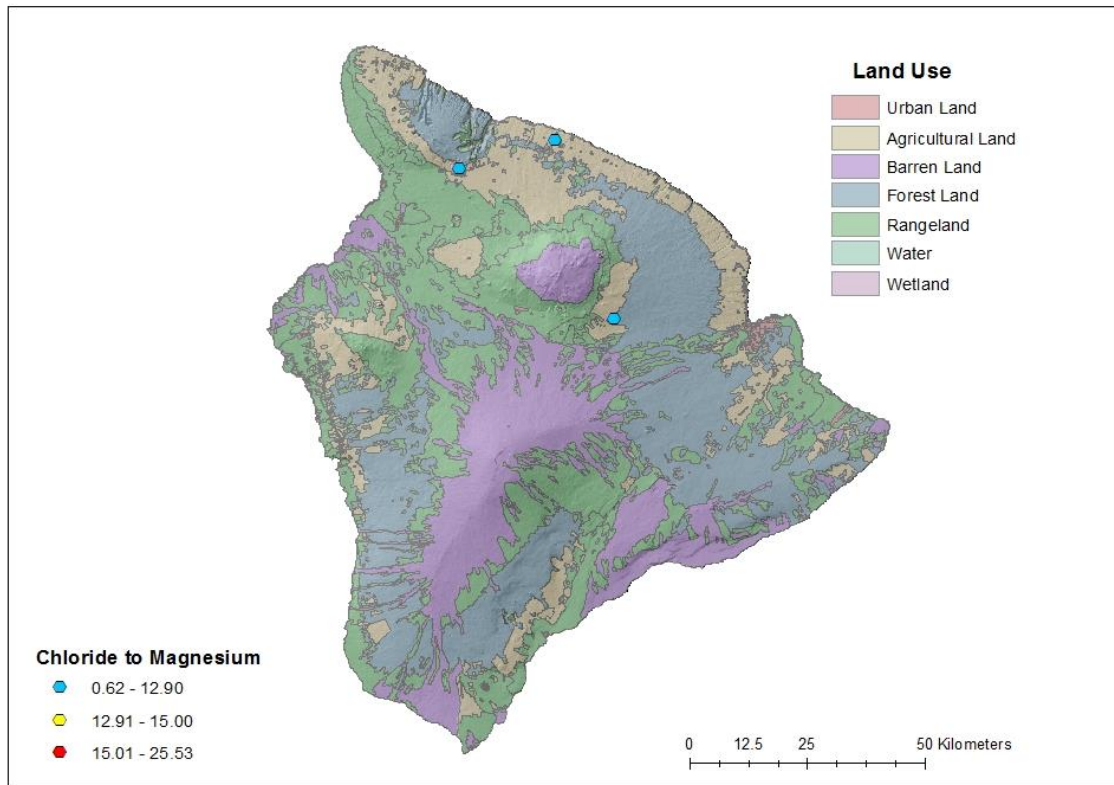 Land Use
Urban Land
Agricultural Land
Barren Land
Forest Land
Rangeland
Water
Wetland
Chloride to Magnesium
0.62 - 12.90
12.91 - 15.00
15.01 - 25.53
0 12.5 25 50 Kilometers